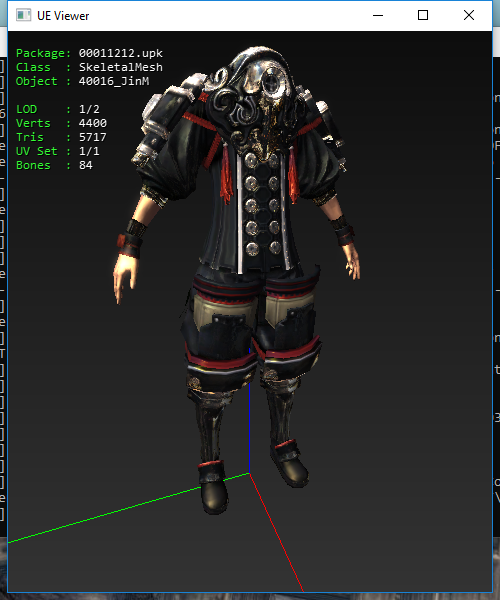 UE Viewer
Package: 00011212.upk
Class : SkeletalMesh
Object : 40016_JinM
LOD : 1/2
Verts : 4400
Tris : 5717
UV Set : 1/1
Bones : 84